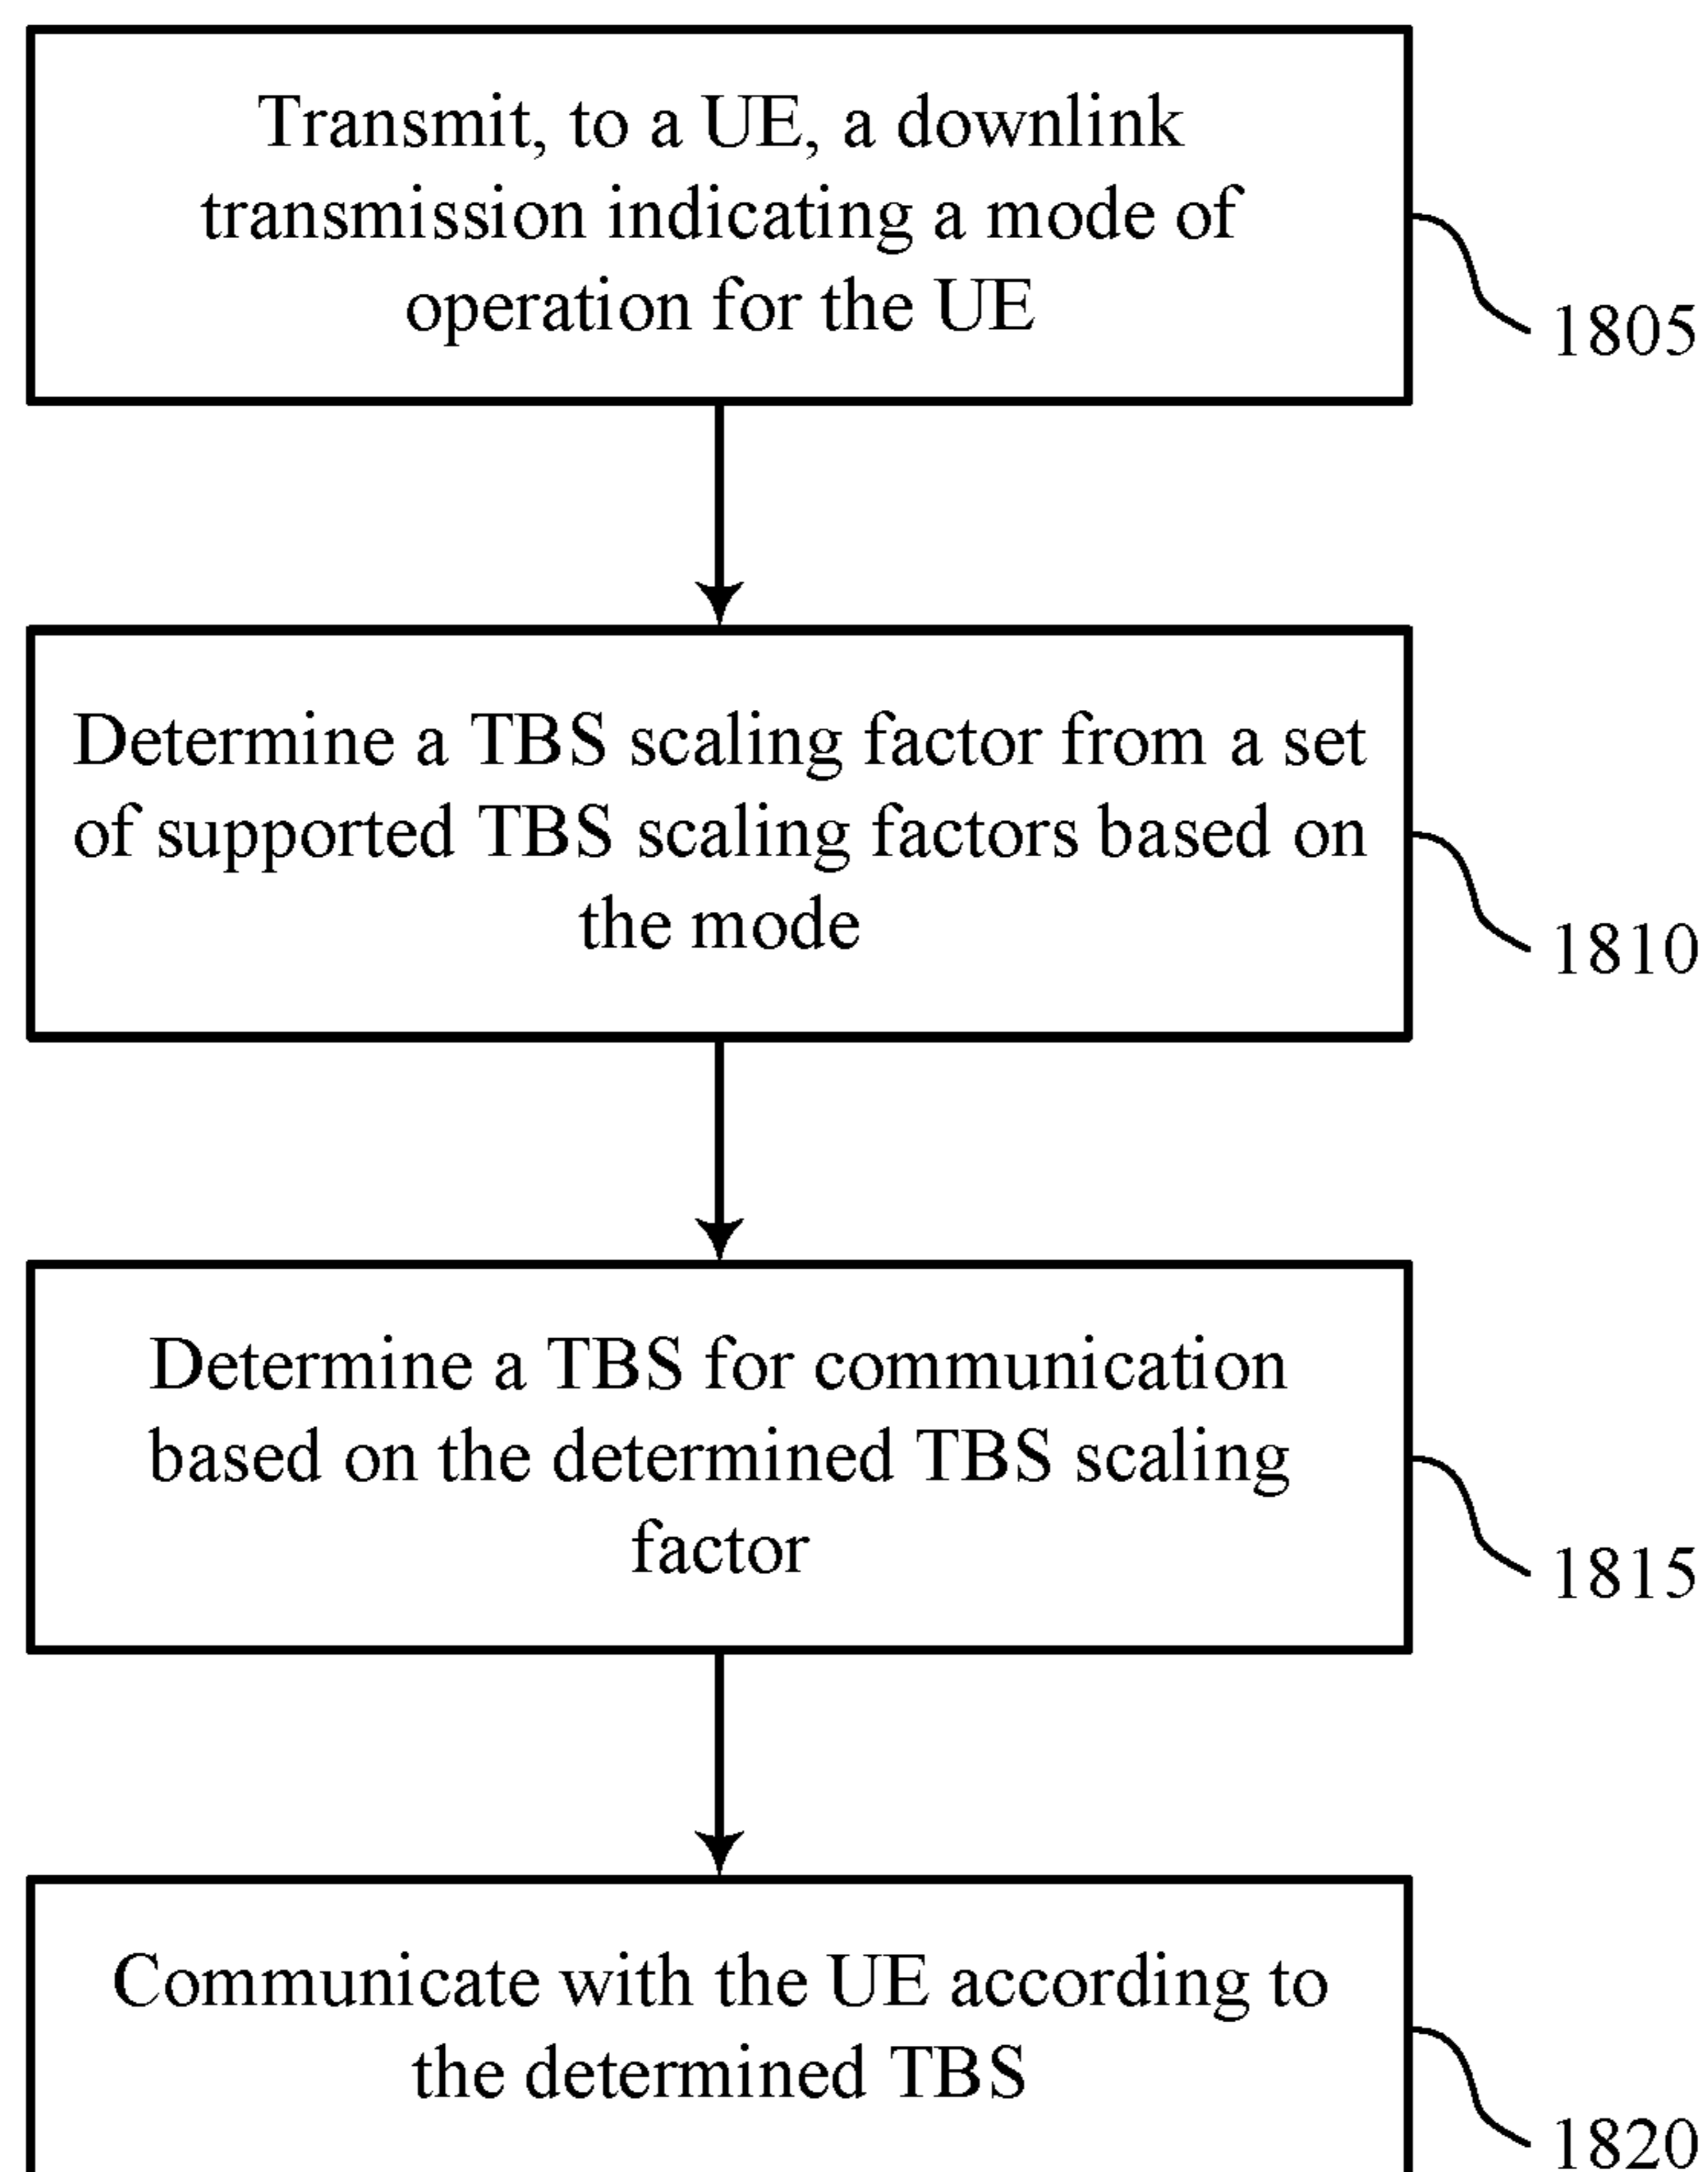 Transmit, to a UE, a downlink
transmission indicating a mode of
operation for the UE
1805
Determine a TBS scaling factor from a set
of supported TBS scaling factors based on
the mode
1810
Determine a TBS for communication
based on the determined TBS scaling
factor
1815
Communicate with the UE according to
the determined TBS
1820